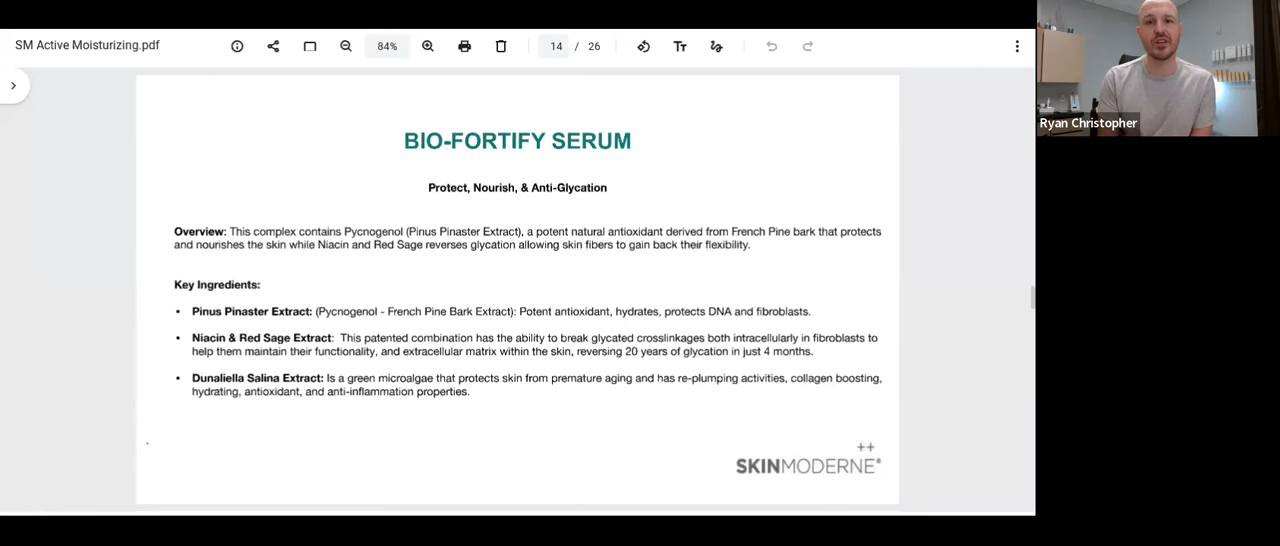 SM Active Moisturizing.pdf
84%
14 / 26
Ryan Christopher
BIO-FORTIFY SERUM
Protect, Nourish, & Anti-Glycation
Overview: This complex contains Pycnogenol (Pinus Pinaster Extract), a potent natural antioxidant derived from French Pine bark that protects
and nourishes the skin while Niacin and Red Sage reverses glycation allowing skin fibers to gain back their flexibility.
Key Ingredients:
• Pinus Pinaster Extract: (Pycnogenol - French Pine Bark Extract): Potent antioxidant, hydrates, protects DNA and fibroblasts.
• Niacin & Red Sage Extract: This patented combination has the ability to break glycated crosslinkages both intracellularly in fibroblasts to
help them maintain their functionality, and extracellular matrix within the skin, reversing 20 years of glycation in just 4 months.
• Dunaliella Salina Extract: Is a green microalgae that protects skin from premature aging and has re-plumping activities, collagen boosting,
hydrating, antioxidant, and anti-inflammation properties.
++
SKINMODERNE®